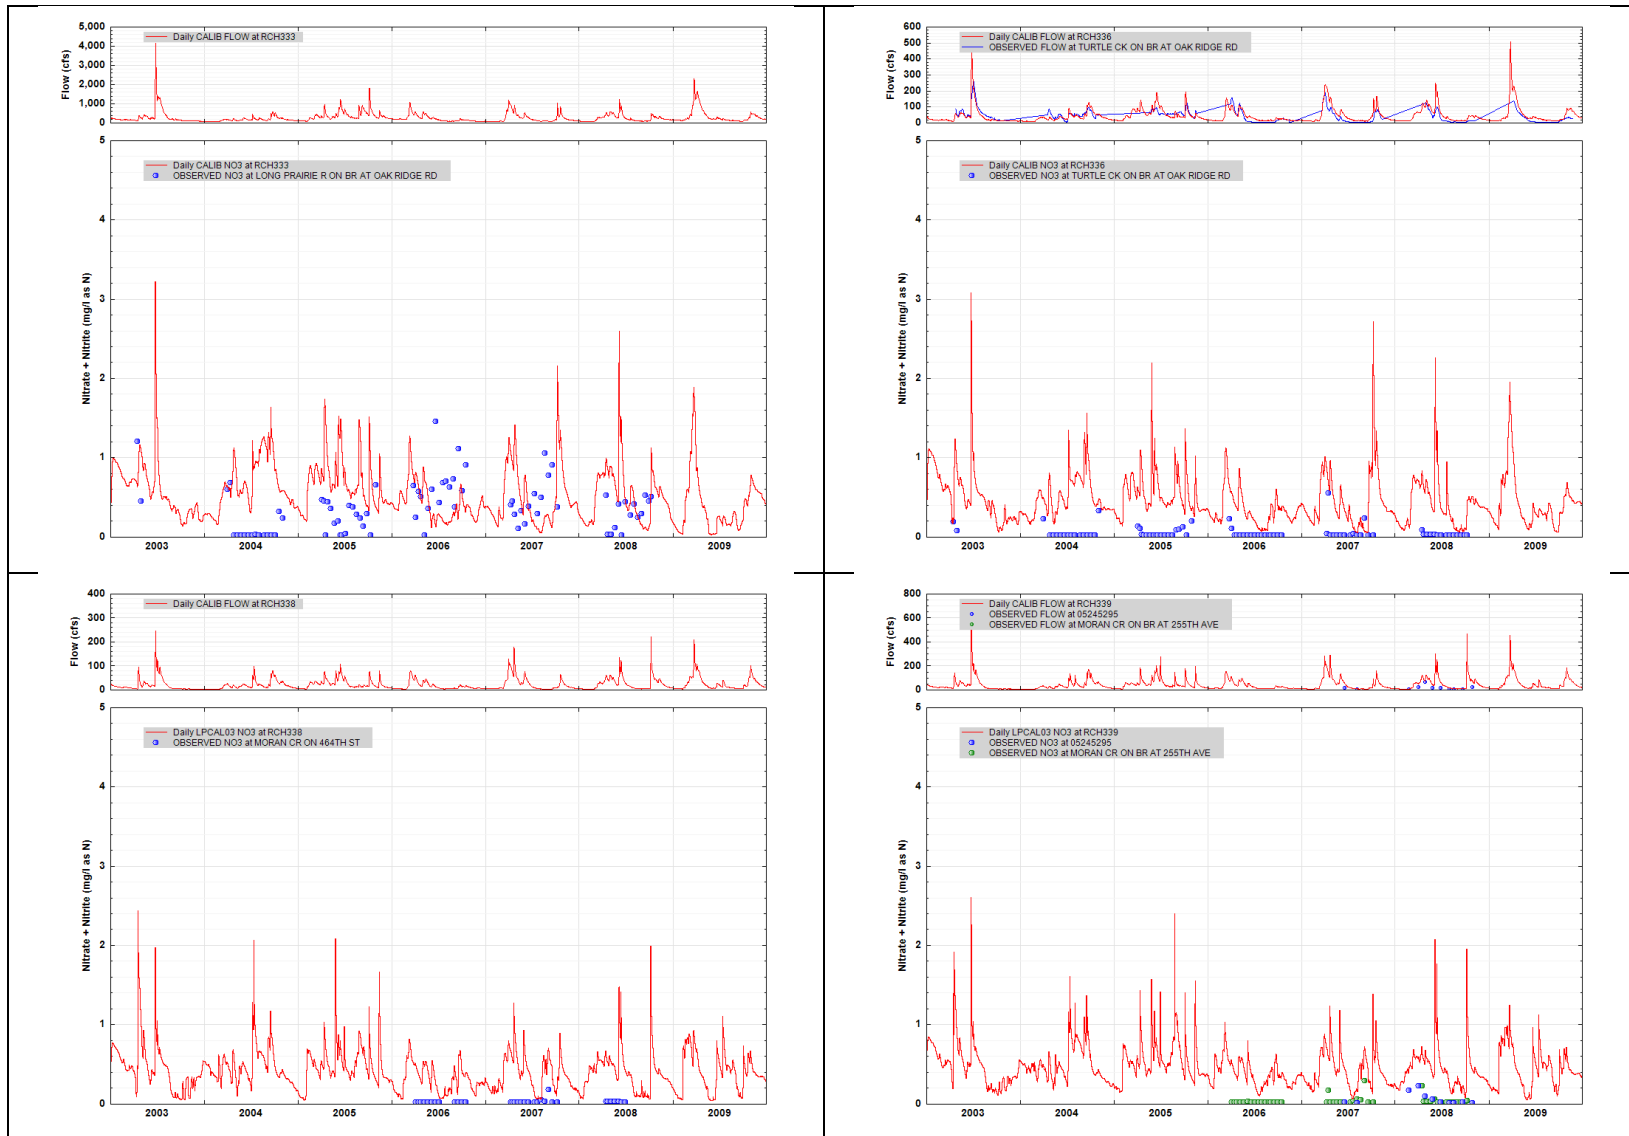 5,000
4,000
3,000
2,000
1,000
0
Flow (cfs)
Daily CALIB FLOW at RCH333
5
4
3
2
1
0
Nitrate + Nitrite (mg/l as N)
Daily CALIB NO3 at RCH333
OBSERVED NO3 at LONG PRAIRIE R ON BR AT OAK RIDGE RD
2003 2004 2005 2006 2007 2008 2009
600
500
400
300
200
100
0
Flow (cfs)
Daily CALIB FLOW at RCH336
OBSERVED FLOW at TURTLE CK ON BR AT OAK RIDGE RD
5
4
3
2
1
0
Nitrate + Nitrite (mg/l as N)
Daily CALIB NO3 at RCH336
OBSERVED NO3 at TURTLE CK ON BR AT OAK RIDGE RD
2003 2004 2005 2006 2007 2008 2009
400
300
200
100
0
Flow (cfs)
Daily CALIB FLOW at RCH338
5
4
3
2
1
0
Nitrate + Nitrite (mg/l as N)
Daily LPCAL03 NO3 at RCH338
OBSERVED NO3 at MORAN CR ON 464TH ST
2003 2004 2005 2006 2007 2008 2009
800
600
400
200
0
Flow (cfs)
Daily CALIB FLOW at RCH339
OBSERVED FLOW at 05245295
OBSERVED FLOW at MORAN CR ON BR AT 255TH AVE
5
4
3
2
1
0
Nitrate + Nitrite (mg/l as N)
Daily LPCAL03 NO3 at RCH339
OBSERVED NO3 at 05245295
OBSERVED NO3 at MORAN CR ON BR AT 255TH AVE
2003 2004 2005 2006 2007 2008 2009